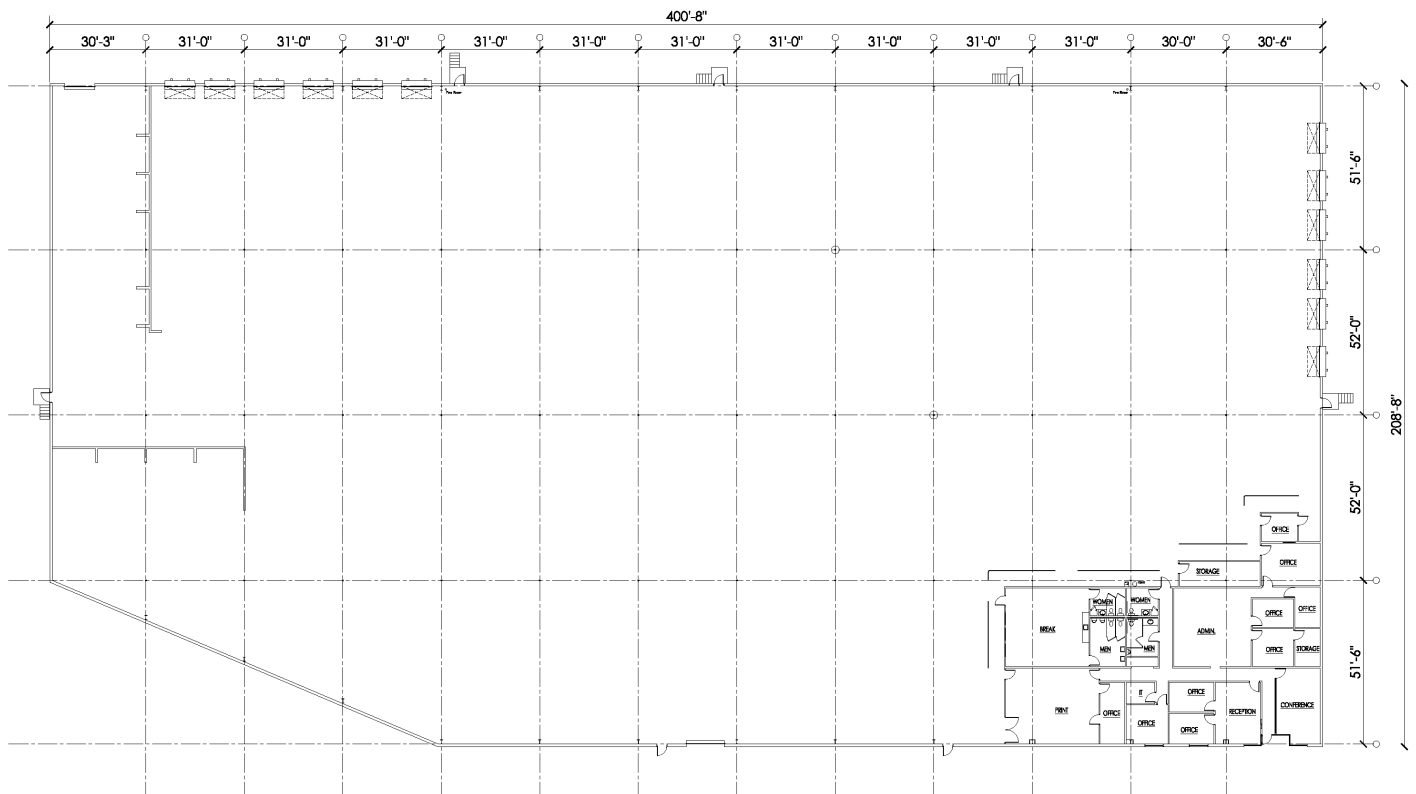 400'-8"
30'-3" 31'-0" 31'-0" 31'-0" 31'-0" 31'-0" 31'-0" 31'-0" 31'-0" 31'-0" 31'-0" 30'-0" 30'-6"
51'-6"
52'-0"
208'-8"
52'-0"
51'-6"
OFFICE
OFFICE
STORAGE
WOMEN WOMEN
OFFICE OFFICE
BREAK ADMIN.
MEN MEN OFFICE STORAGE
IT OFFICE
PRINT OFFICE RECEPTION CONFERENCE
OFFICE OFFICE